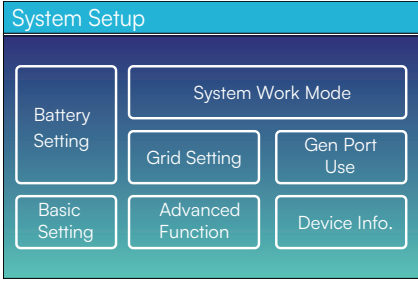 System Setup
Battery
Setting
System Work Mode
Grid Setting
Gen Port
Use
Basic
Setting
Advanced
Function
Device Info.